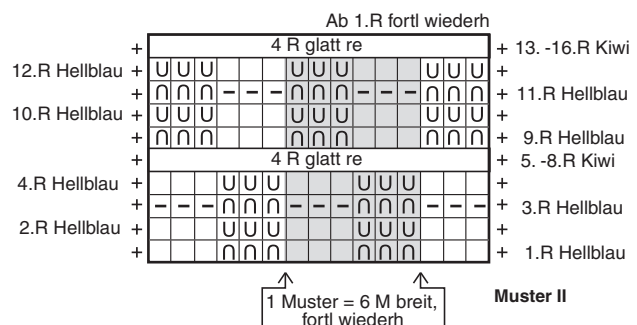 Ab 1.R fortl wiederh
+ 4 R glatt re + 13. -16.R Kiwi
12.R Hellblau + U U U U U U U U U +
+ ∩ ∩ ∩ – – – ∩ ∩ ∩ – – – ∩ ∩ ∩ + 11.R Hellblau
10.R Hellblau + U U U U U U U U U +
+ ∩ ∩ ∩ ∩ ∩ ∩ ∩ ∩ ∩ + 9.R Hellblau
+ 4 R glatt re + 5. -8.R Kiwi
4.R Hellblau + U U U U U U +
+ – – – ∩ ∩ ∩ – – – ∩ ∩ ∩ – – – + 3.R Hellblau
2.R Hellblau + U U U U U U +
+ ∩ ∩ ∩ ∩ ∩ ∩ + 1.R Hellblau
1 Muster = 6 M breit,
fortl wiederh
Muster II